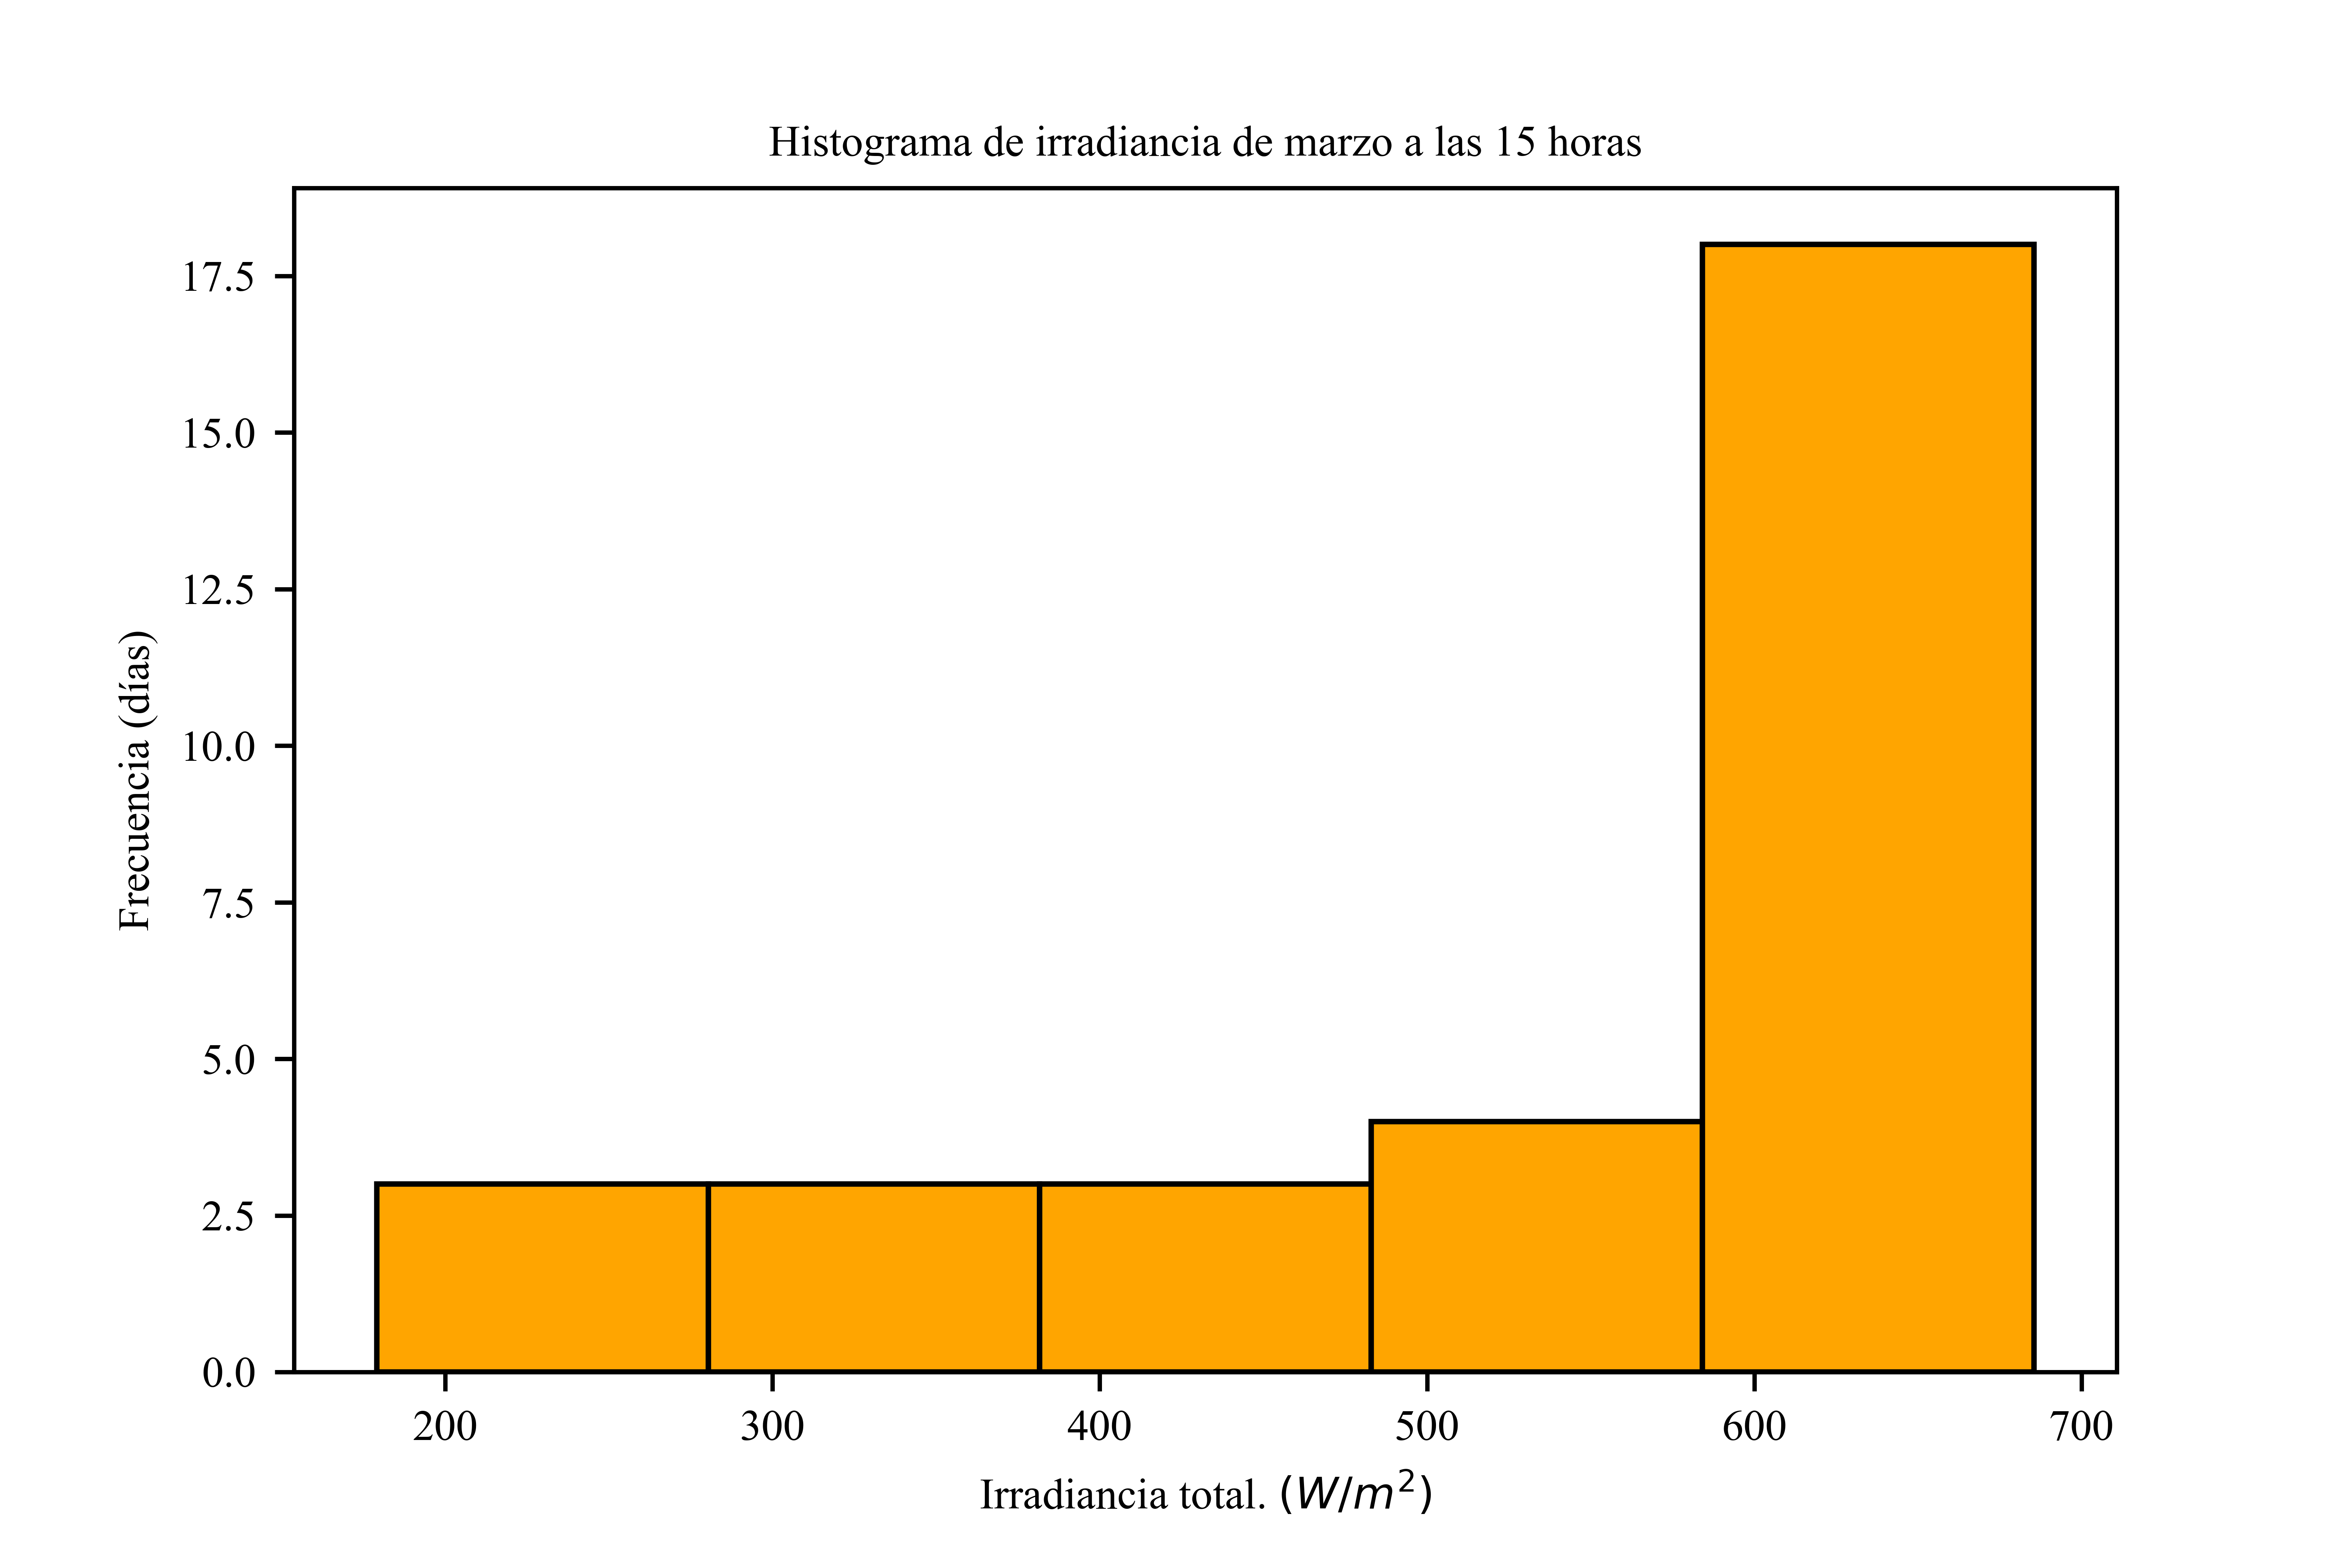 Histograma de irradiancia de marzo a las 15 horas
17.5
15.0
12.5
10.0
7.5
5.0
2.5
0.0
Frecuencia (días)
200 300 400 500 600 700
Irradiancia total. (W/m²)